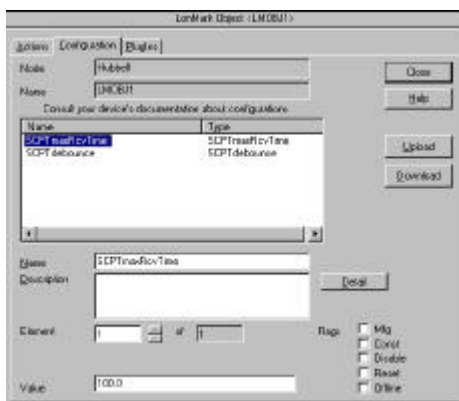 LonMark Object (LMOBJ1)
Actions Configuration Plugins
Node Hubbell
Name LMOBJ1
Close
Help
Consult your device's documentation about configurations
Name Type
SCPTmaxRcvTime SCPTmaxRcvTime
SCPTdebounce SCPTdebounce
Upload
Download
Name SCPTmaxRcvTime
Description
Detail
Element 1 of 1
Flags Mfg
Const
Disable
Reset
Offline
Value 100.0